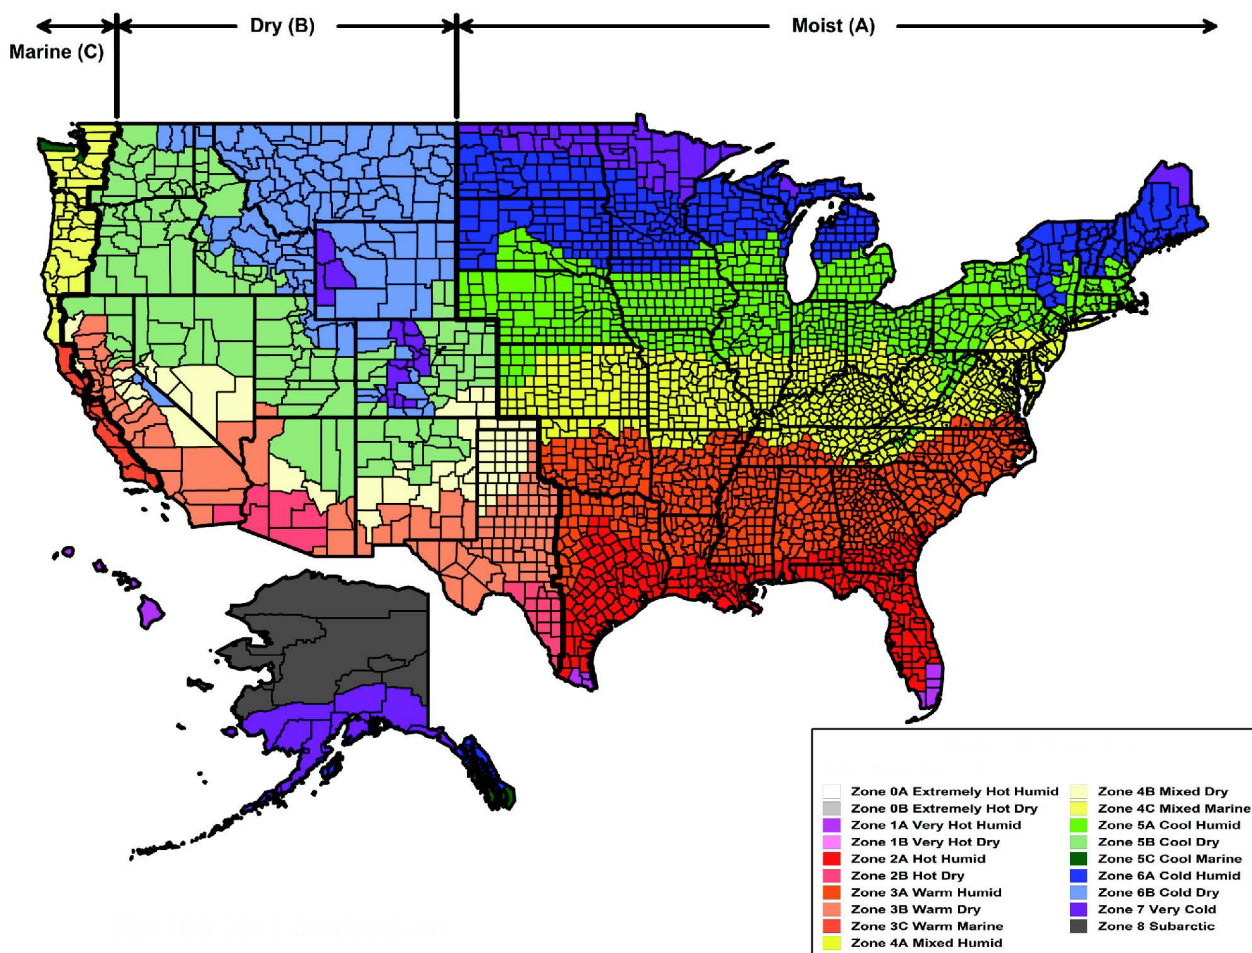 Dry (B)
Moist (A)
Marine (C)
Zone 0A Extremely Hot Humid
Zone 0B Extremely Hot Dry
Zone 1A Very Hot Humid
Zone 1B Very Hot Dry
Zone 2A Hot Humid
Zone 2B Hot Dry
Zone 3A Warm Humid
Zone 3B Warm Dry
Zone 3C Warm Marine
Zone 4A Mixed Humid
Zone 4B Mixed Dry
Zone 4C Mixed Marine
Zone 5A Cool Humid
Zone 5B Cool Dry
Zone 5C Cool Marine
Zone 6A Cold Humid
Zone 6B Cold Dry
Zone 7 Very Cold
Zone 8 Subarctic